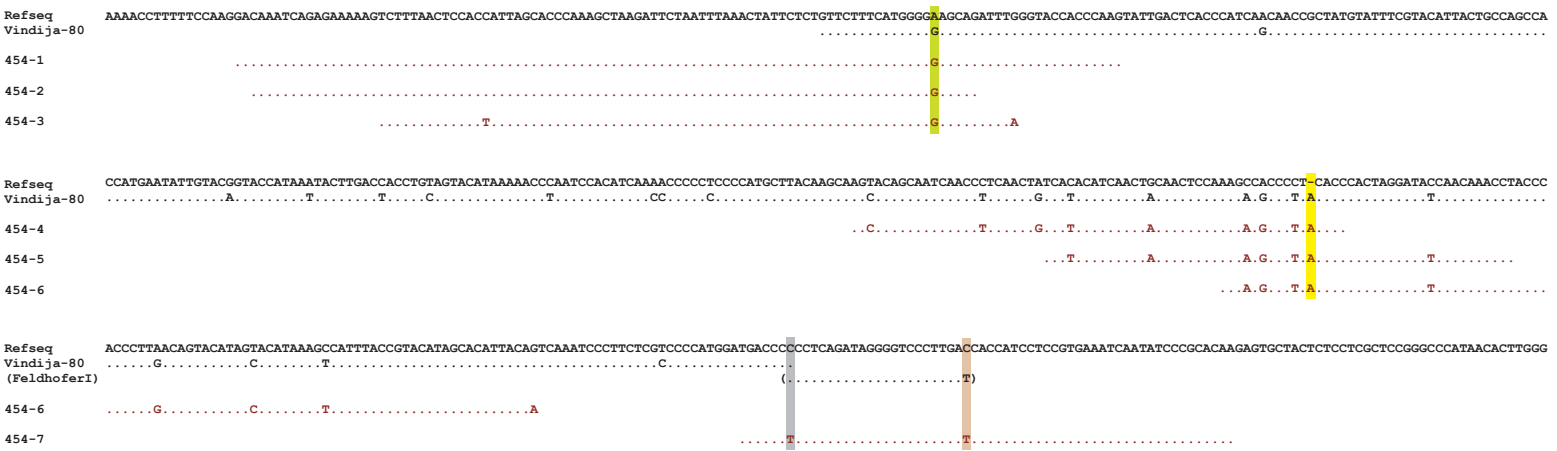 Refseq AAAACCTTTTTCCAAGGACAAATCAGAGAAAAAGTCTTTAACTCCACCATTAGCACCCAAAGCTAAGATTCTAATTTAAACTATTCTCTGTTCTTTCATGGGGAAGCAGATTTGGGTACCACCCAAGTATTGACTCACCCATCAACAACCGCTATGTATTTCGTACATTACTGCCAGCCA
Vindija-80 ..............G........................................G...................................
454-1 .......................................................................................G.......................
454-2 .....................................................................................G.....
454-3 .............T.......................................................G.........A
Refseq CCATGAATATTGTACGGTACCATAAATACTTGACCACCTGTAGTACATAAAAACCCAATCCACATCAAAACCCCCTCCCCATGCTTACAAGCAAGTACAGCAATCAACCCTCAACTATCACACATCAACTGCAACTCCAAAGCCACCCCT-CACCCACTAGGATACCAACAAACCTACCC
Vindija-80 ...............A.........T........T.....C..............T............CC.....C...................C.............T......G...T.........A...........A.G...T.A..............T..............
454-4 ..C.............T......G...T.........A...........A.G...T.A....
454-5 ...T.........A...........A.G...T.A..............T..........
454-6 ...A.G...T.A..............T..............
Refseq ACCCTTAACAGTACATAGTACATAAAGCCATTTACCGTACATAGCACATTACAGTCAAATCCCTTCTCGTCCCCATGGATGACCCCCCTCAGATAGGGGTCCCTTGACCACCATCCTCCGTGAAATCAATATCCCGCACAAGAGTGCTACTCTCCTCGCTCCGGGCCCATAACACTTGGG
Vindija-80 ......G...........C........T.........................................C................
(FeldhoferI) (......................T)
454-6 ......G...........C........T.........................A
454-7 ......T.....................T.................................